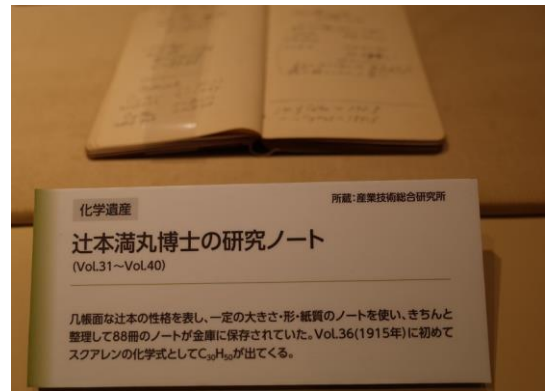 化学遺産
所蔵:産業技術総合研究所
辻本満丸博士の研究ノート
(Vol.31~Vol.40)
几帳面な辻本の性格を表し、一定の大きさ・形・紙質のノートを使い、きちんと
整理して88冊のノートが金庫に保存されていた。Vol.36(1915年)に初めて
スクアレンの化学式としてC₃₀H₅₀が出てくる。